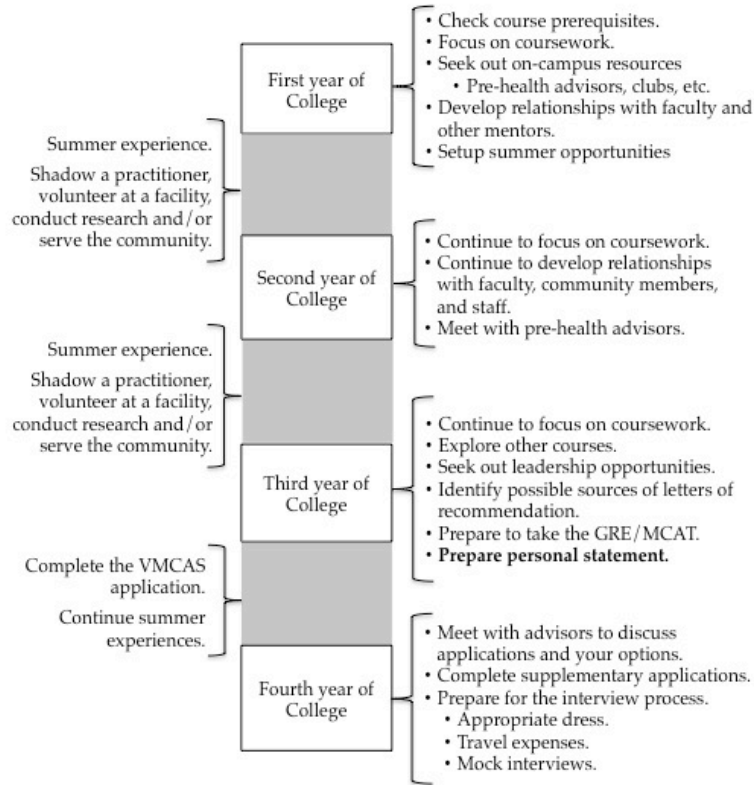 First year of
College
• Check course prerequisites.
• Focus on coursework.
• Seek out on-campus resources
• Pre-health advisors, clubs, etc.
• Develop relationships with faculty and
other mentors.
• Setup summer opportunities
Summer experience.
Shadow a practitioner,
volunteer at a facility,
conduct research and/or
serve the community.
Second year of
College
• Continue to focus on coursework.
• Continue to develop relationships
with faculty, community members,
and staff.
• Meet with pre-health advisors.
Summer experience.
Shadow a practitioner,
volunteer at a facility,
conduct research and/or
serve the community.
Third year of
College
• Continue to focus on coursework.
• Explore other courses.
• Seek out leadership opportunities.
• Identify possible sources of letters of
recommendation.
• Prepare to take the GRE/MCAT.
• Prepare personal statement.
Complete the VMCAS
application.
Continue summer
experiences.
Fourth year of
College
• Meet with advisors to discuss
applications and your options.
• Complete supplementary applications.
• Prepare for the interview process.
• Appropriate dress.
• Travel expenses.
• Mock interviews.